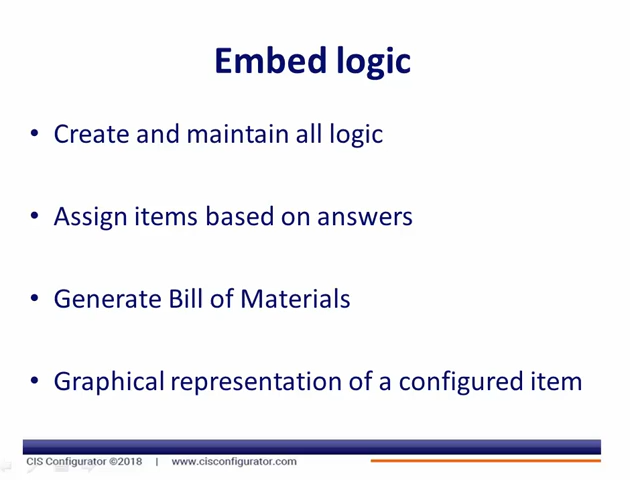 Embed logic
• Create and maintain all logic
• Assign items based on answers
• Generate Bill of Materials
• Graphical representation of a configured item
CIS Configurator ©2018 | www.cisconfigurator.com